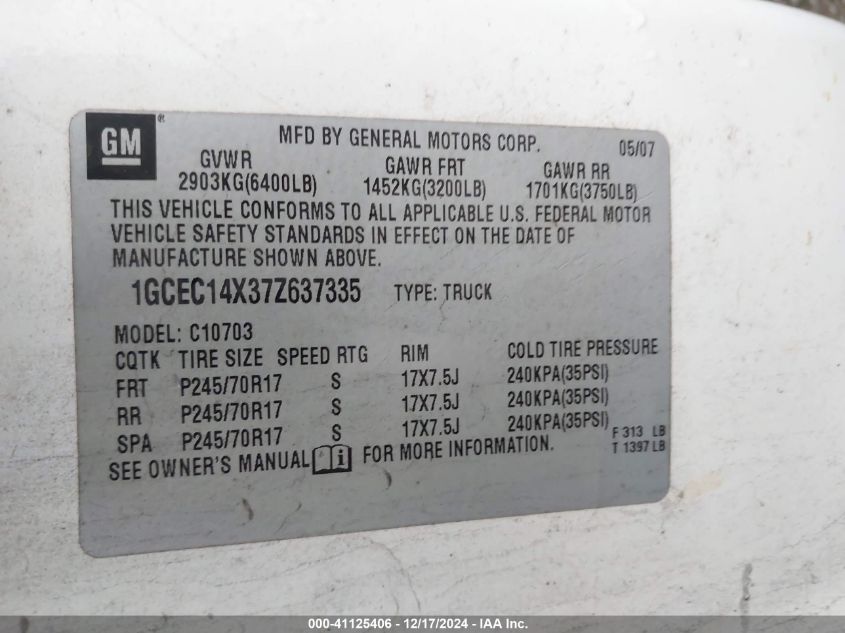 GM ®
MFD BY GENERAL MOTORS CORP. 05/07
GVWR GAWR FRT GAWR RR
2903KG(6400LB) 1452KG(3200LB) 1701KG(3750LB)
THIS VEHICLE CONFORMS TO ALL APPLICABLE U.S. FEDERAL MOTOR
VEHICLE SAFETY STANDARDS IN EFFECT ON THE DATE OF
MANUFACTURE SHOWN ABOVE.
1GCEC14X37Z637335 TYPE: TRUCK
MODEL: C10703
CQTK TIRE SIZE SPEED RTG RIM COLD TIRE PRESSURE
FRT P245/70R17 S 17X7.5J 240KPA(35PSI)
RR P245/70R17 S 17X7.5J 240KPA(35PSI)
SPA P245/70R17 S 17X7.5J 240KPA(35PSI)
F 313 LB
T 1397 LB
SEE OWNER'S MANUAL i FOR MORE INFORMATION.
000-41125406 - 12/17/2024 - IAA Inc.